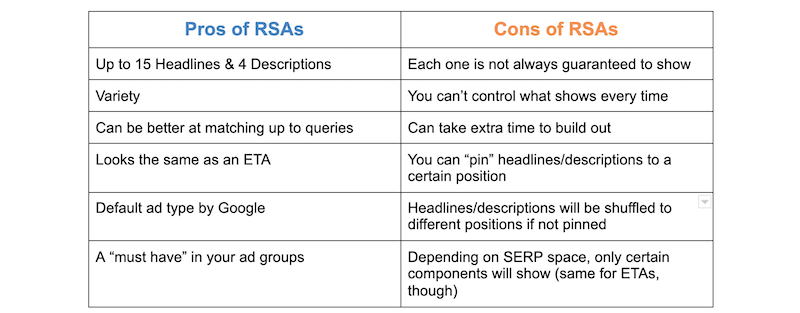 Pros of RSAs
Cons of RSAs
Up to 15 Headlines & 4 Descriptions
Each one is not always guaranteed to show
Variety
You can’t control what shows every time
Can be better at matching up to queries
Can take extra time to build out
Looks the same as an ETA
You can “pin” headlines/descriptions to a
certain position
Default ad type by Google
Headlines/descriptions will be shuffled to
different positions if not pinned
A “must have” in your ad groups
Depending on SERP space, only certain
components will show (same for ETAs,
though)